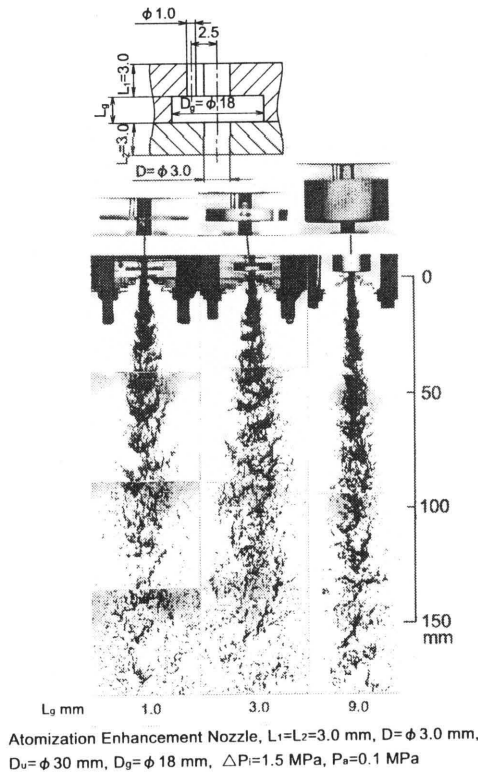 φ1.0
2.5
L₁=3.0
Lg
Dg=φ18
L₂=3.0
D=φ3.0
0
50
100
150
mm
Lg mm 1.0 3.0 9.0
Atomization Enhancement Nozzle, L₁=L₂=3.0 mm, D=φ3.0 mm,
Du=φ30 mm, Dg=φ18 mm, △Pi=1.5 MPa, Pa=0.1 MPa